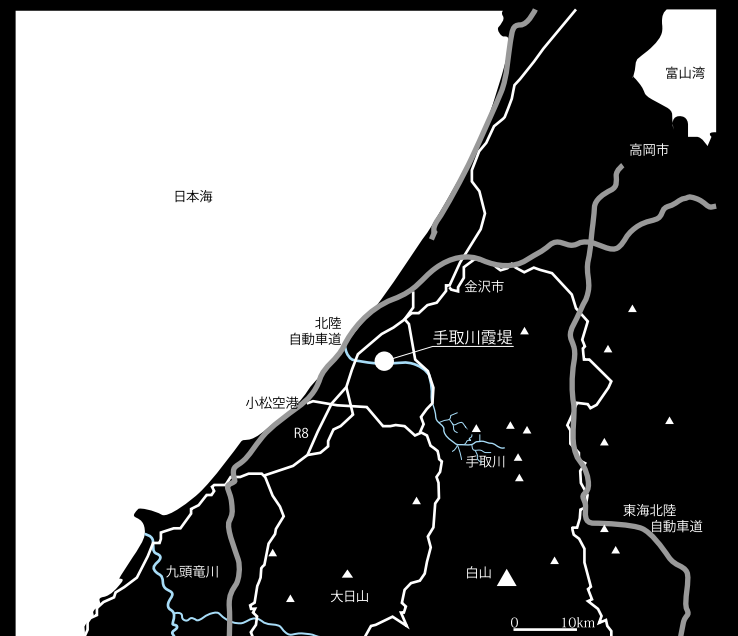 富山湾
高岡市
日本海
金沢市
北陸
自動車道
手取川霞堤
小松空港
R8
手取川
東海北陸
自動車道
九頭竜川
白山
大日山
0 10km